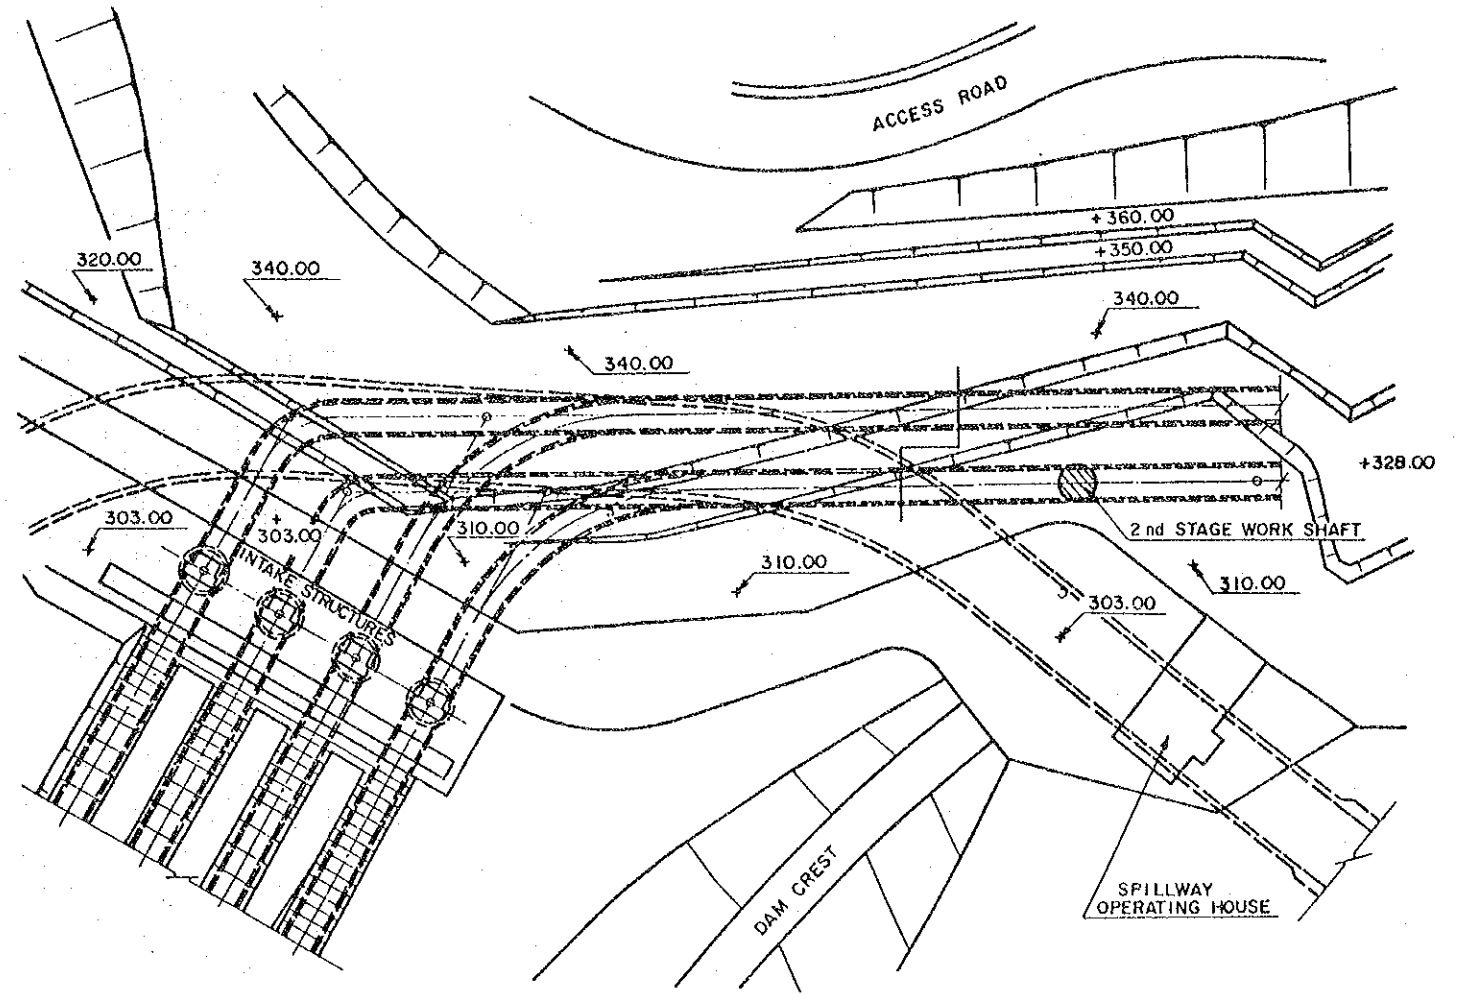 ACCESS ROAD
+360.00
+350.00
320.00
340.00
340.00
340.00
+328.00
303.00
+
303.00
310.00
2nd STAGE WORK SHAFT
INTAKE STRUCTURES
310.00
310.00
303.00
DAM CREST
SPILLWAY
OPERATING HOUSE